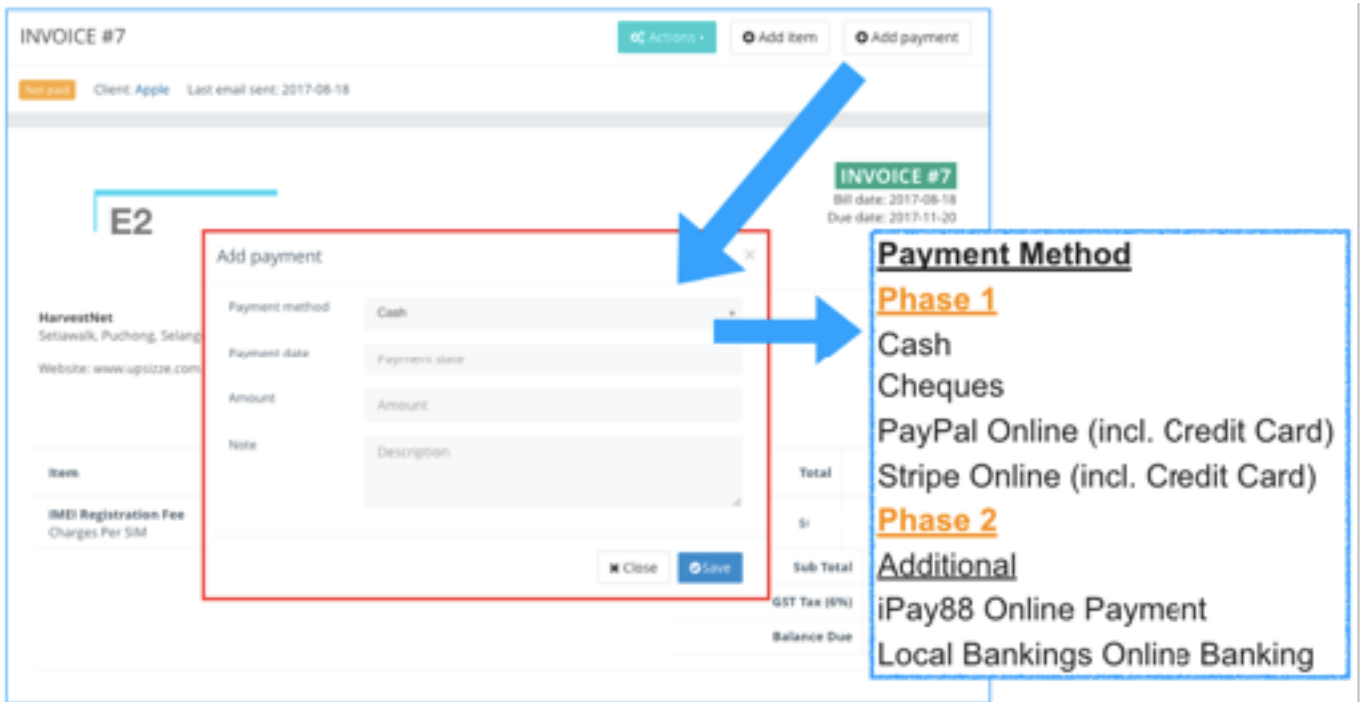 INVOICE #7
Actions
Add item
Add payment
Not paid
Client: Apple
Last email sent: 2017-08-18
INVOICE #7
Bill date: 2017-08-18
Due date: 2017-11-20
E2
HarvestNet
Setiawalk, Puchong, Selang
Website: www.upsizze.com
Add payment
×
Payment method
Cash
Payment date
Payment date
Amount
Amount
Note
Description
Close
Save
Item
Total
IMEI Registration Fee
Charges Per SIM
Sub Total
GST Tax (6%)
Balance Due
Payment Method
Phase 1
Cash
Cheques
PayPal Online (incl. Credit Card)
Stripe Online (incl. Credit Card)
Phase 2
Additional
iPay88 Online Payment
Local Bankings Online Banking